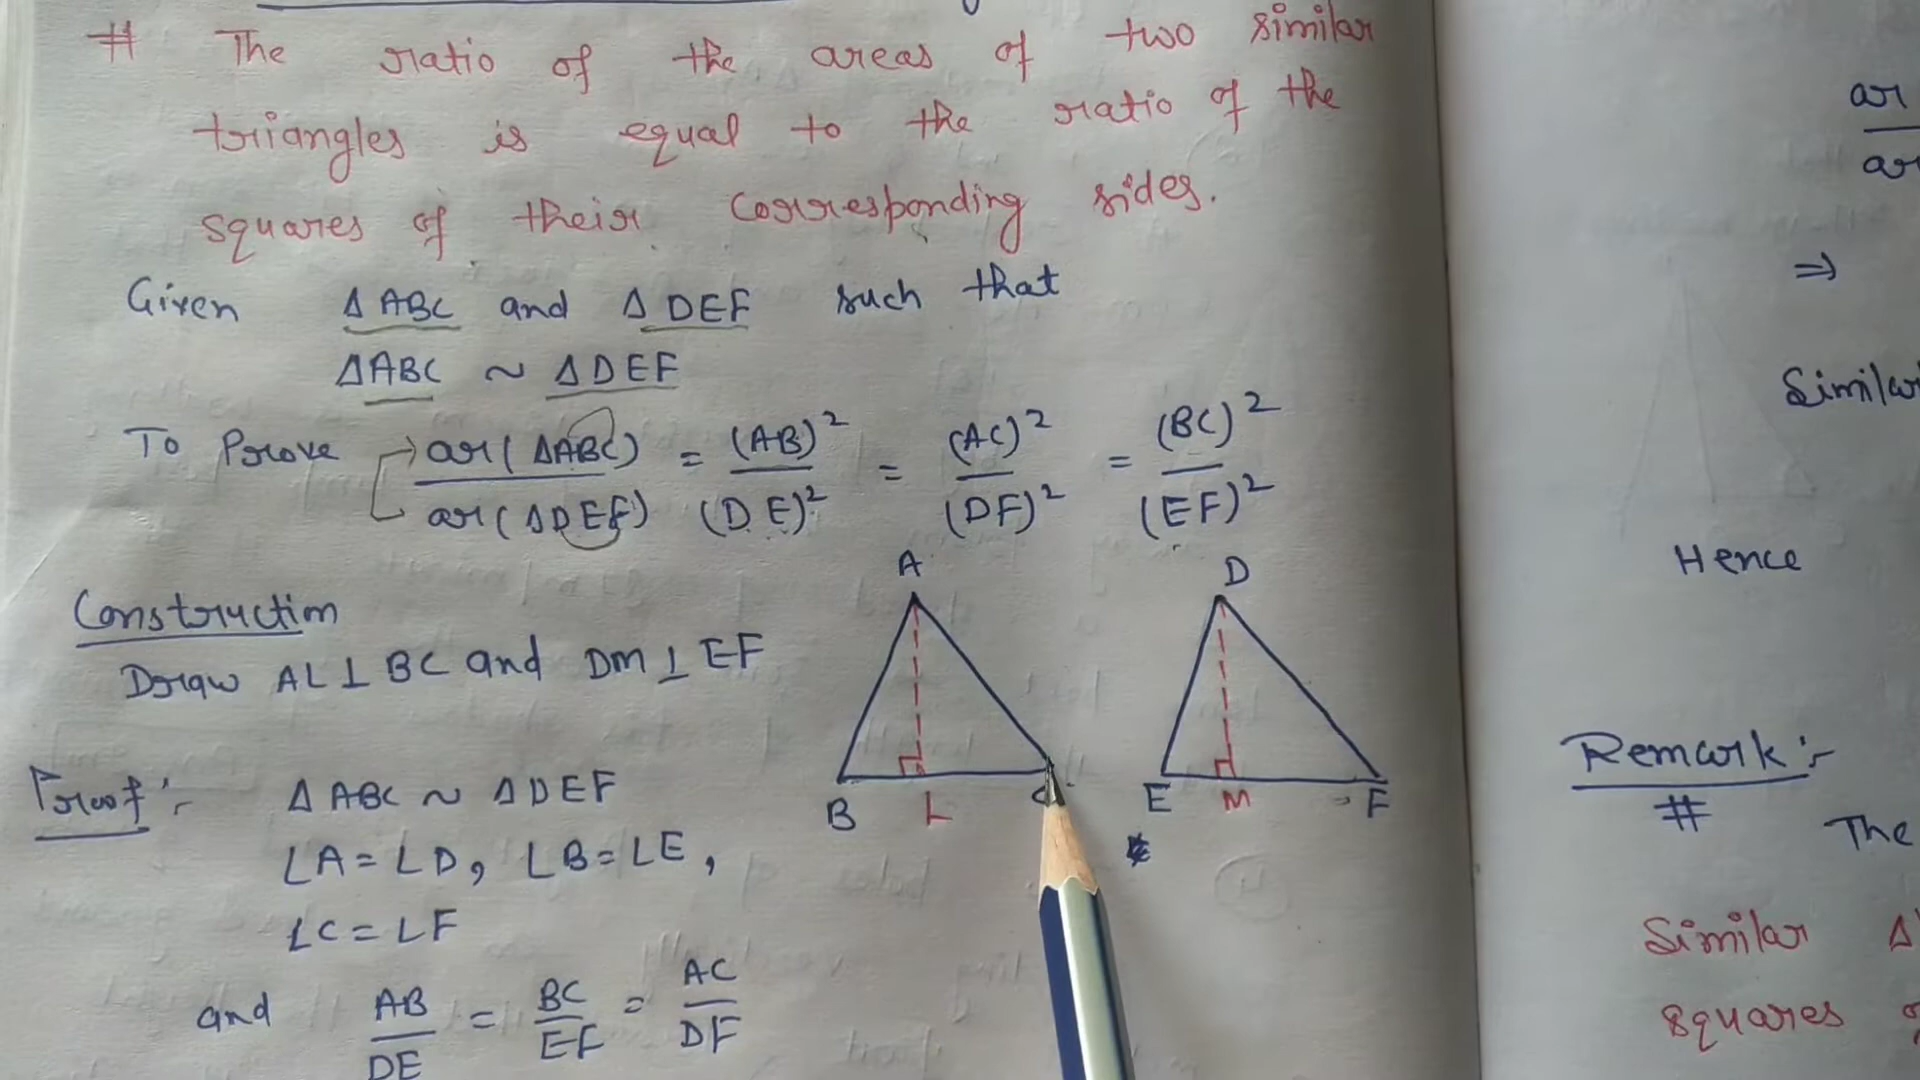 # The ratio of the areas of two similar
triangles is equal to the ratio of the
squares of their corresponding sides.
Given ΔABC and ΔDEF such that
ΔABC ~ ΔDEF
To Prove ar(ΔABC)/ar(ΔDEF) = (AB)²/(DE)² = (AC)²/(DF)² = (BC)²/(EF)²
Construction
Draw AL⊥BC and DM⊥EF
A
B L C
D
E M F
Proof:- ΔABC ~ ΔDEF
∠A=∠D, ∠B=∠E,
∠C=∠F
and AB/DE = BC/EF = AC/DF
ar
ar
⇒
Similar
Hence
Remark:-
# The
Similar Δ
squares